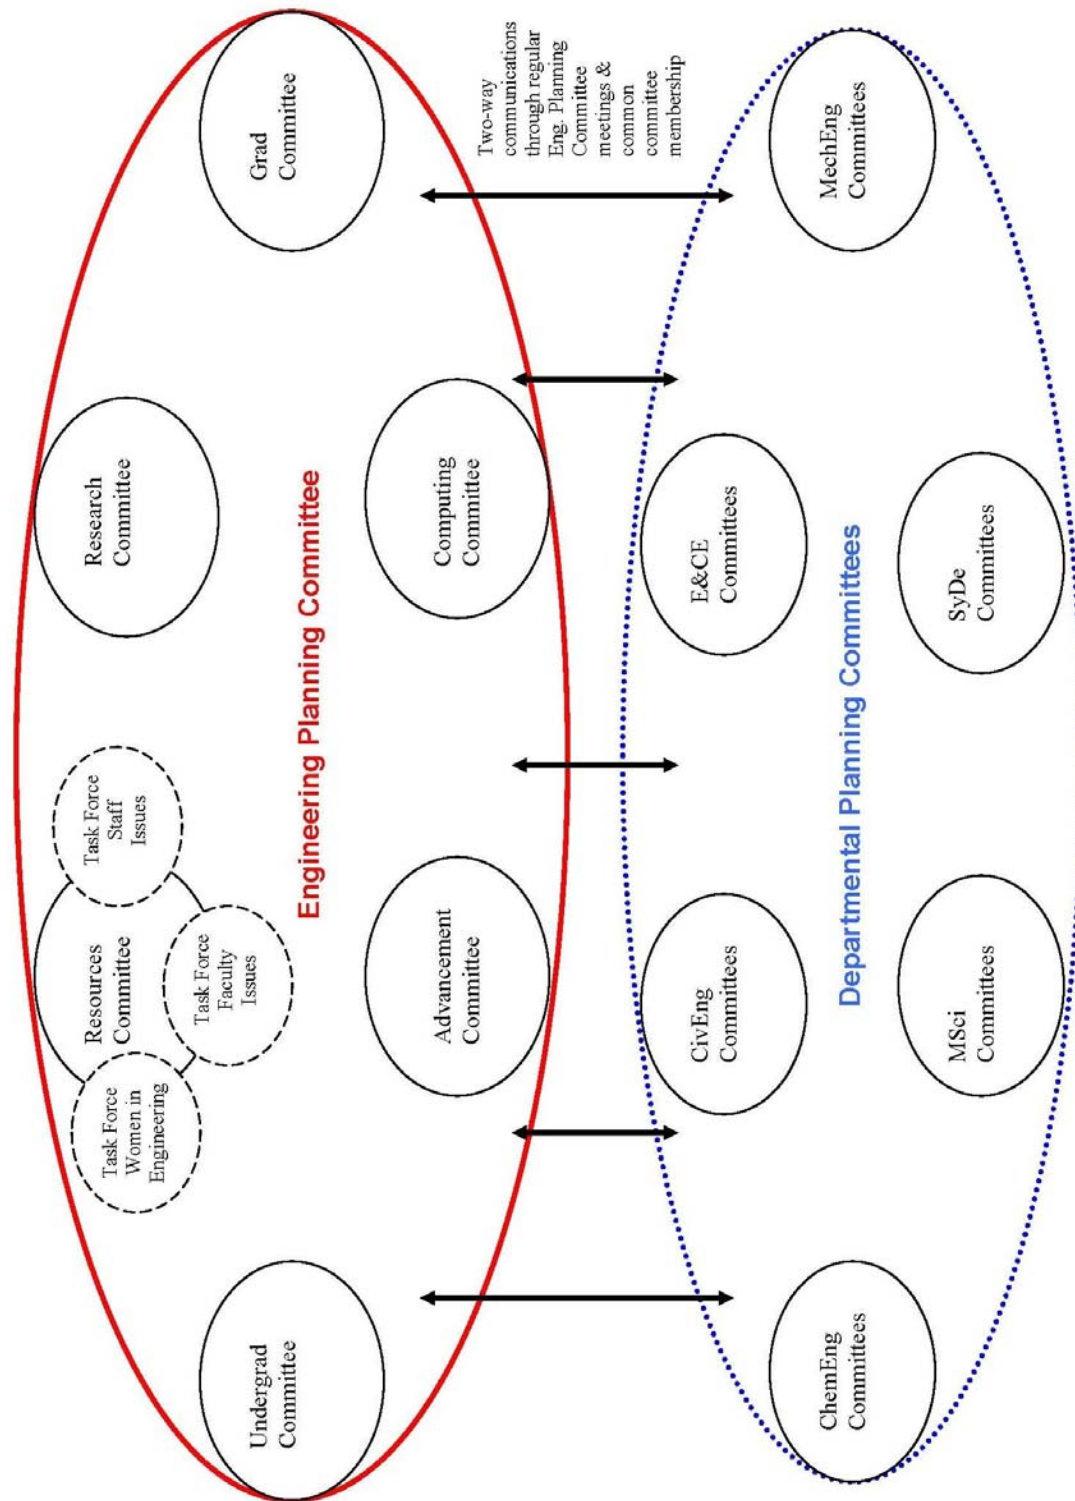 Undergrad
Committee
Task Force
Women in
Engineering
Resources
Committee
Task Force
Faculty
Issues
Task Force
Staff
Issues
Research
Committee
Grad
Committee
Engineering Planning Committee
Advancement
Committee
Computing
Committee
Two-way
communications
through regular
Eng. Planning
Committee
meetings &
common
committee
membership
ChemEng
Committees
CivEng
Committees
E&CE
Committees
MechEng
Committees
Departmental Planning Committees
MSci
Committees
SyDe
Committees